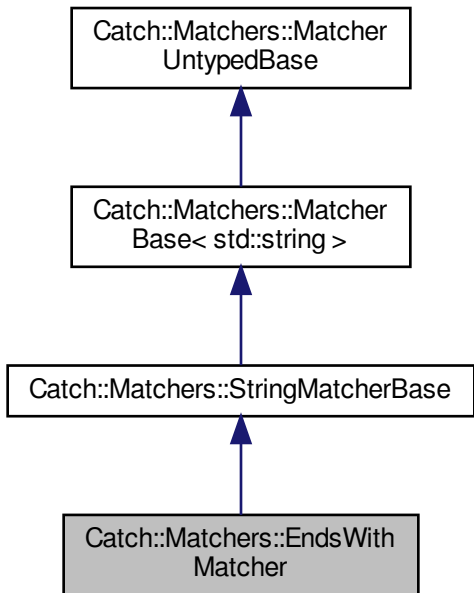 Catch::Matchers::Matcher
UntypedBase
Catch::Matchers::Matcher
Base< std::string >
Catch::Matchers::StringMatcherBase
Catch::Matchers::EndsWith
Matcher